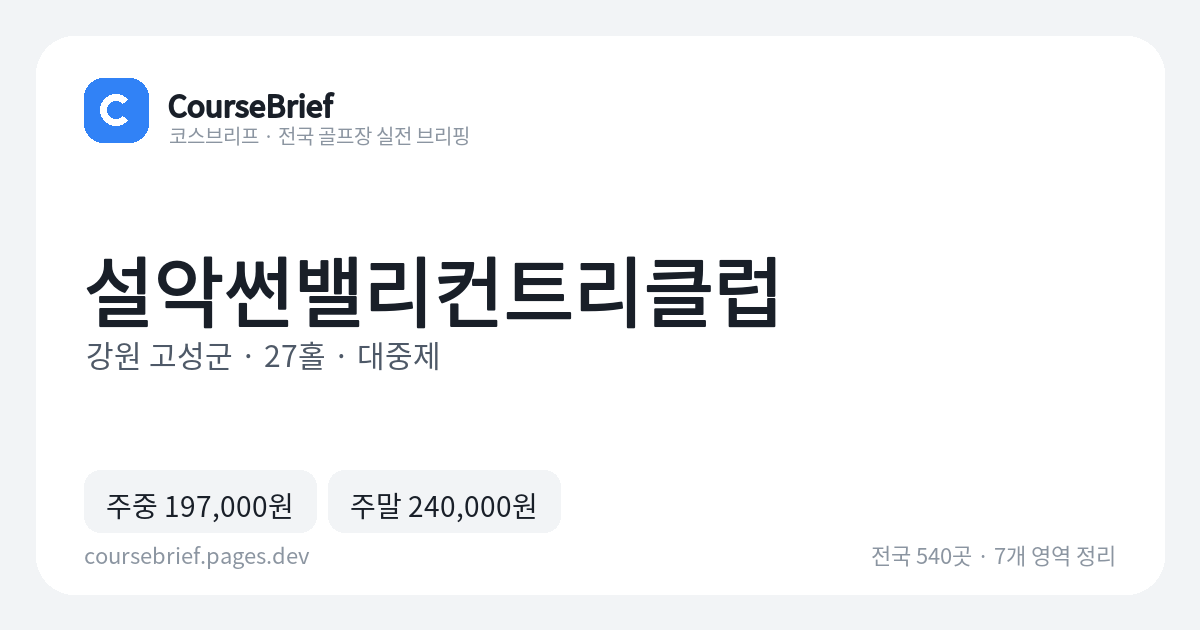 CourseBrief
코스브리프 · 전국 골프장 실전 브리핑
설악썬밸리컨트리클럽
강원 고성군 · 27홀 · 대중제
주중 197,000원 주말 240,000원
coursebrief.pages.dev 전국 540곳 · 7개 영역 정리